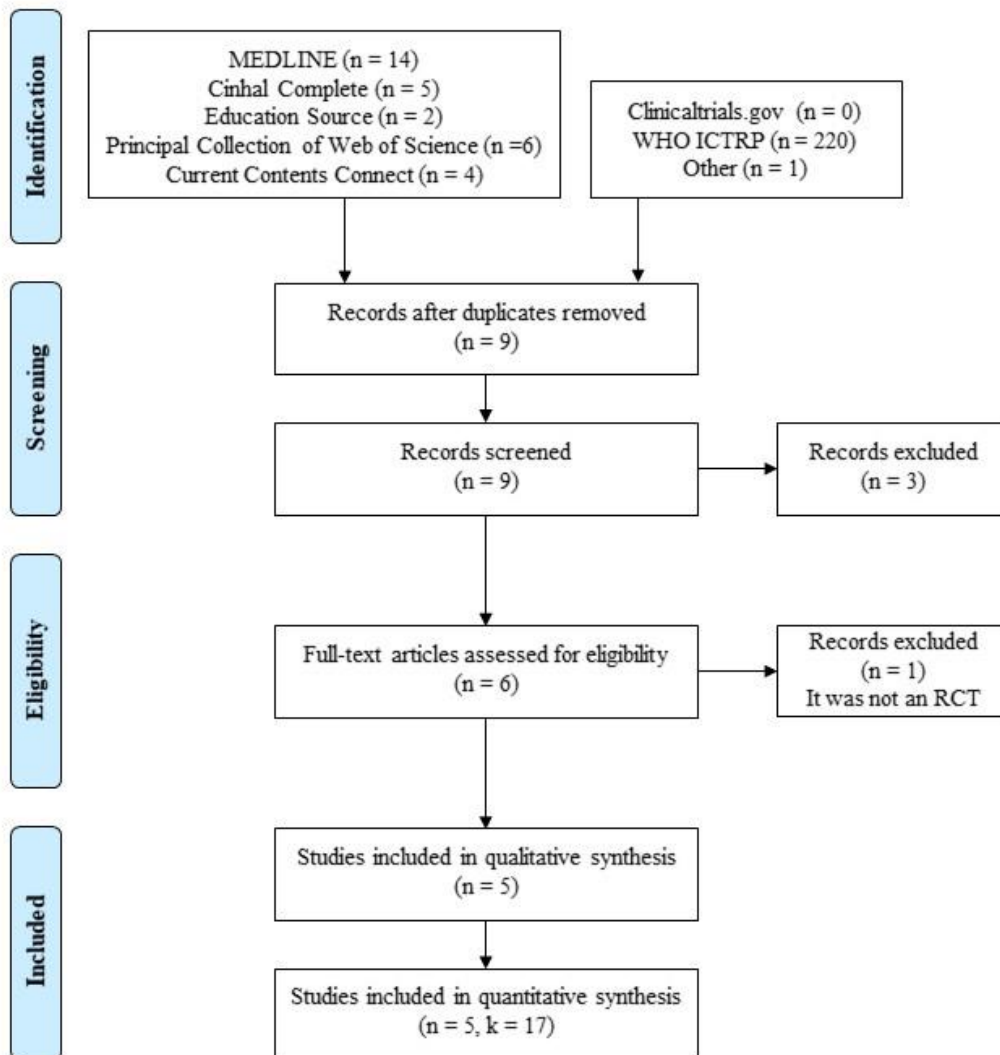 Identification
MEDLINE (n = 14)
Cinhal Complete (n = 5)
Education Source (n = 2)
Principal Collection of Web of Science (n =6)
Current Contents Connect (n = 4)
Clinicaltrials.gov (n = 0)
WHO ICTRP (n = 220)
Other (n = 1)
Screening
Records after duplicates removed
(n = 9)
Records screened
(n = 9)
Records excluded
(n = 3)
Eligibility
Full-text articles assessed for eligibility
(n = 6)
Records excluded
(n = 1)
It was not an RCT
Included
Studies included in qualitative synthesis
(n = 5)
Studies included in quantitative synthesis
(n = 5, k = 17)